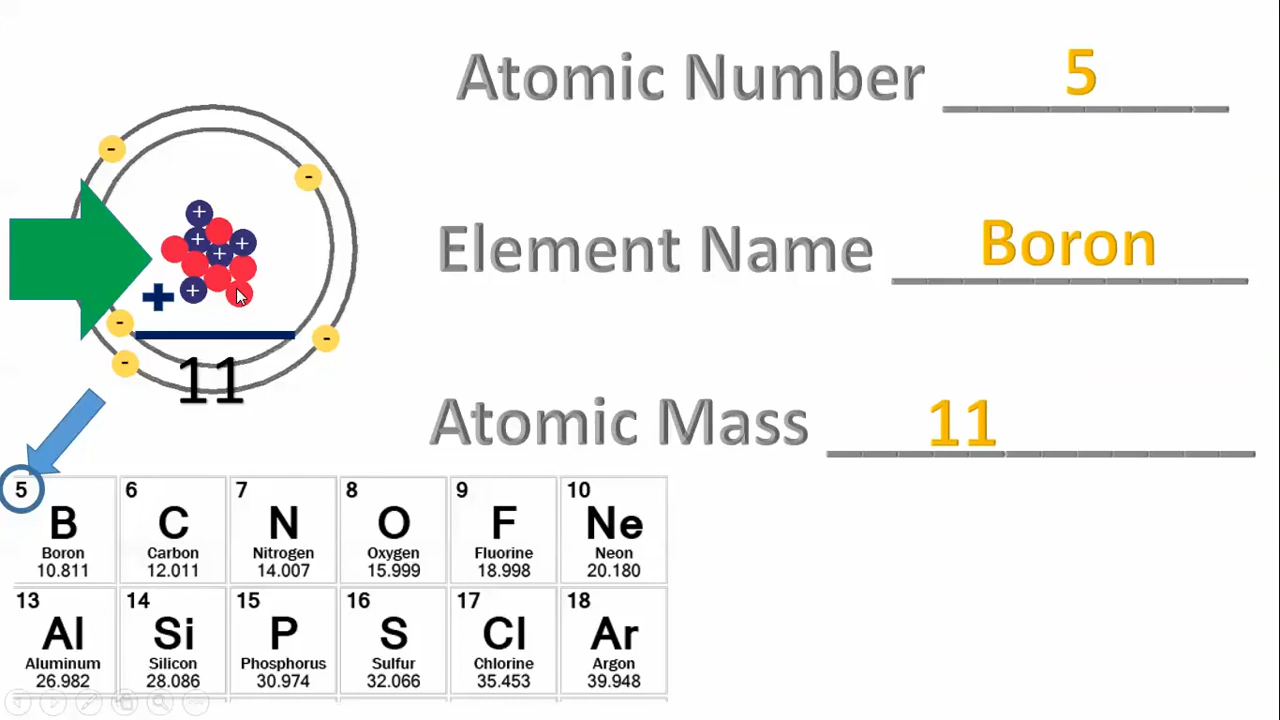 Atomic Number 5
-
-
+
+ +
+
Element Name Boron
+ +
-
-
-
11
Atomic Mass 11
5 6 7 8 9 10
B C N O F Ne
Boron Carbon Nitrogen Oxygen Fluorine Neon
10.811 12.011 14.007 15.999 18.998 20.180
13 14 15 16 17 18
Al Si P S Cl Ar
Aluminum Silicon Phosphorus Sulfur Chlorine Argon
26.982 28.086 30.974 32.066 35.453 39.948